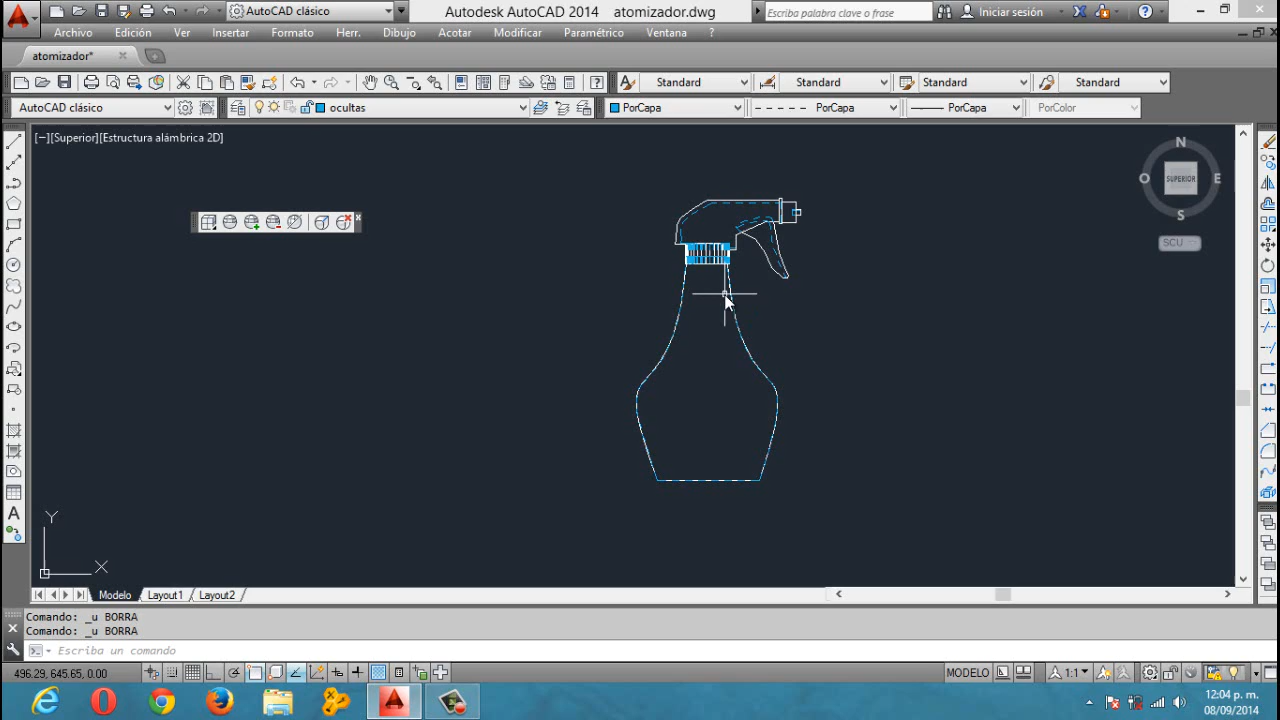 AutoCAD clásico
Autodesk AutoCAD 2014 atomizador.dwg
Escriba palabra clave o frase
Iniciar sesión
Archivo Edición Ver Insertar Formato Herr. Dibujo Acotar Modificar Paramétrico Ventana ?
atomizador*
Standard Standard Standard Standard
AutoCAD clásico ocultas PorCapa PorCapa PorCapa PorColor
[−][Superior][Estructura alámbrica 2D]
N
O SUPERIOR E
S
SCU
Y
X
Modelo Layout1 Layout2
Comando: _u BORRA
Comando: _u BORRA
Escriba un comando
496.29, 645.65, 0.00 MODELO 1:1
12:04 p. m.
08/09/2014